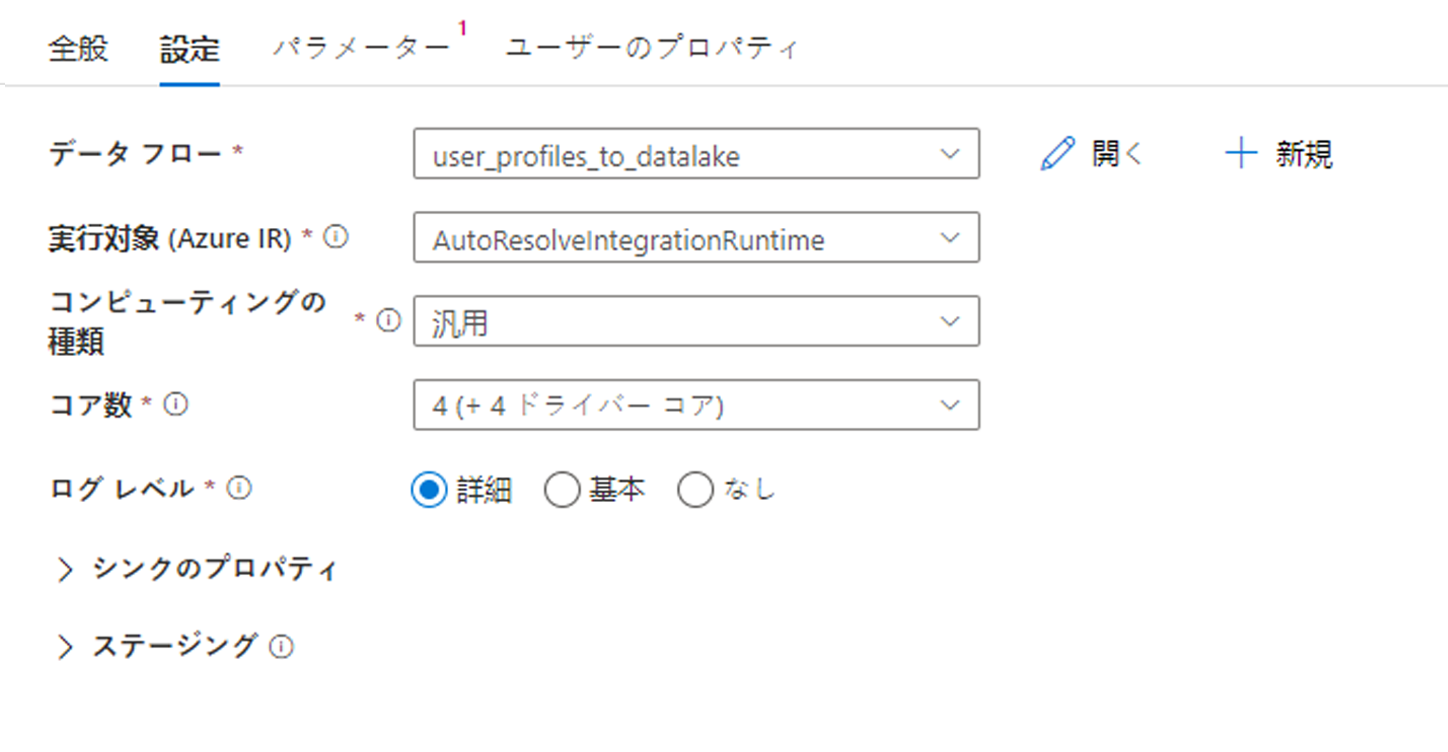 全般 設定 パラメーター 1 ユーザーのプロパティ
データ フロー * user_profiles_to_datalake 開く 新規
実行対象 (Azure IR) * AutoResolveIntegrationRuntime
コンピューティングの
種類 * 汎用
コア数 * 4 (+ 4 ドライバー コア)
ログ レベル * 詳細 基本 なし
シンクのプロパティ
ステージング